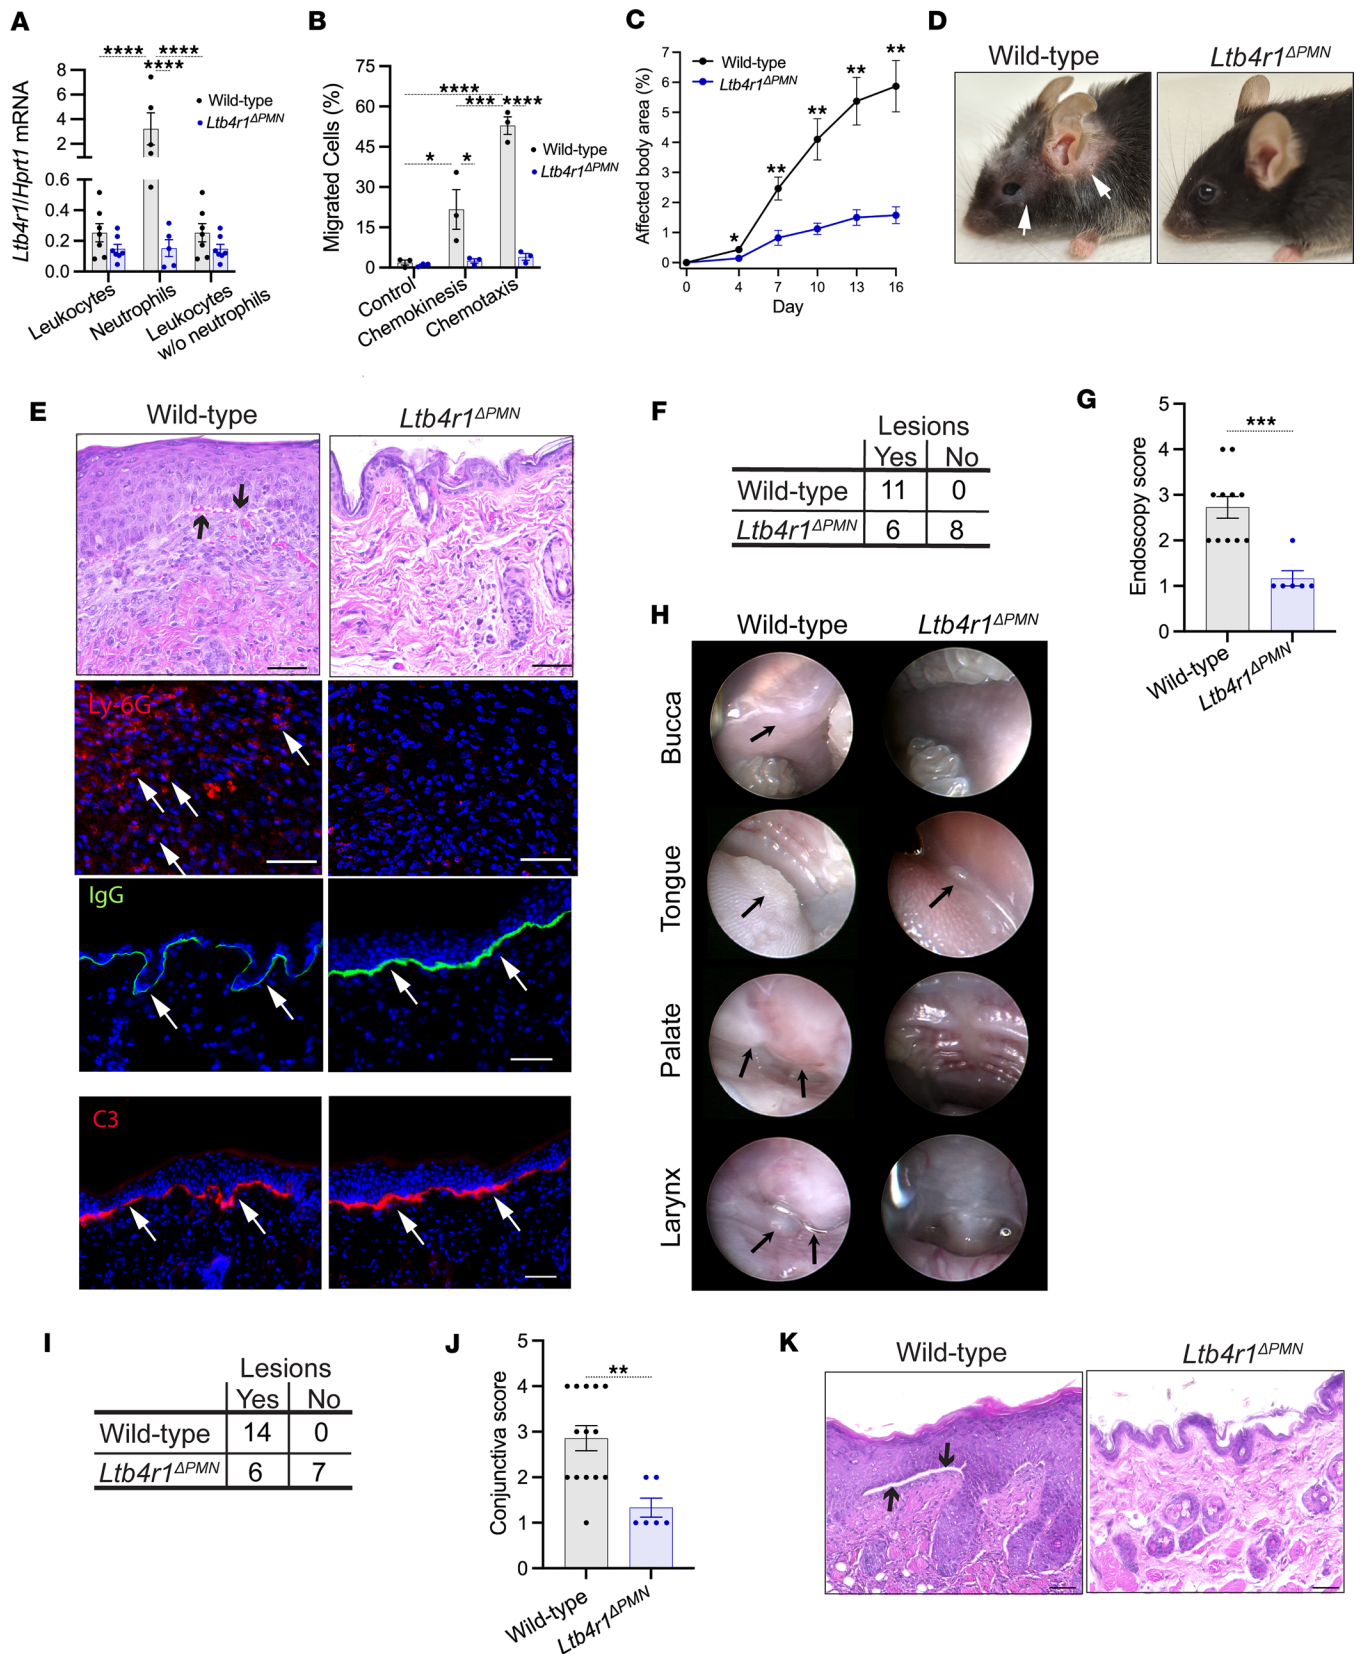 A
****
****
****
Ltb4r1/Hprt1 mRNA
8
6
4
2
0.6
0.4
0.2
0.0
Wild-type
Ltb4r1ΔPMN
Leukocytes
Neutrophils
Leukocytes
w/o neutrophils
B
Migrated Cells (%)
75
60
45
30
15
0
****
***
****
*
*
Wild-type
Ltb4r1ΔPMN
Control
Chemokinesis
Chemotaxis
C
Affected body area (%)
7
6
5
4
3
2
1
0
Wild-type
Ltb4r1ΔPMN
*
**
**
**
**
0 4 7 10 13 16
Day
D
Wild-type
Ltb4r1ΔPMN
E
Wild-type
Ltb4r1ΔPMN
Ly-6G
IgG
C3
F
Lesions
Yes No
Wild-type 11 0
Ltb4r1ΔPMN 6 8
G
Endoscopy score
5
4
3
2
1
0
***
Wild-type
Ltb4r1ΔPMN
H
Wild-type
Ltb4r1ΔPMN
Bucca
Tongue
Palate
Larynx
I
Lesions
Yes No
Wild-type 14 0
Ltb4r1ΔPMN 6 7
J
Conjunctiva score
5
4
3
2
1
0
**
Wild-type
Ltb4r1ΔPMN
K
Wild-type
Ltb4r1ΔPMN